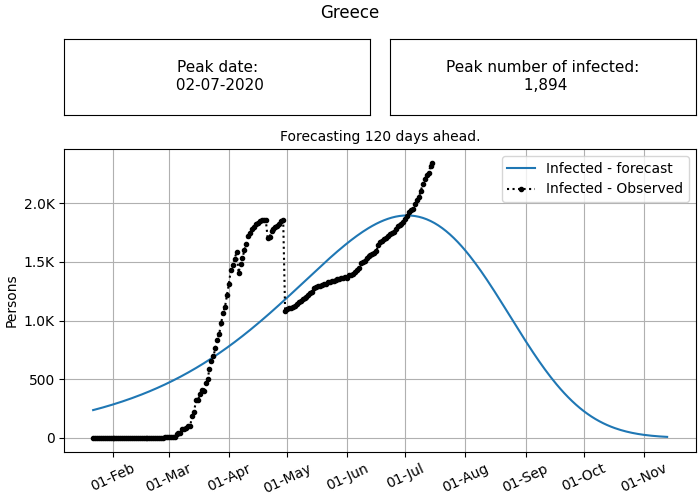 Greece
Peak date:
02-07-2020
Peak number of infected:
1,894
Forecasting 120 days ahead.
Infected - forecast
Infected - Observed
Persons
2.0K
1.5K
1.0K
500
0
01-Feb
01-Mar
01-Apr
01-May
01-Jun
01-Jul
01-Aug
01-Sep
01-Oct
01-Nov